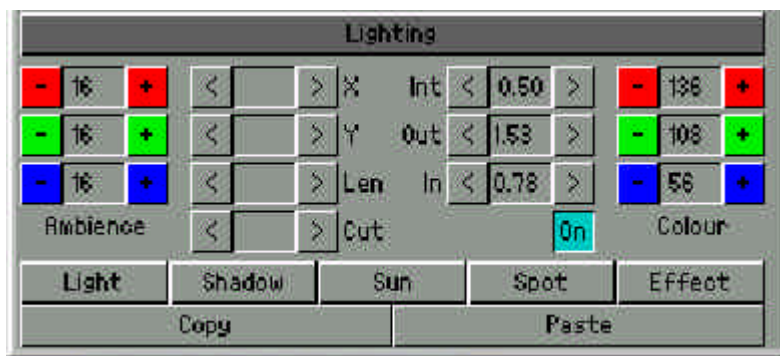 Lighting
- 16 + < > X Int < 0.50 > - 136 +
- 16 + < > Y Out < 1.53 > - 108 +
- 16 + < > Len In < 0.78 > - 56 +
Ambience < > Cut On Colour
Light Shadow Sun Spot Effect
Copy Paste